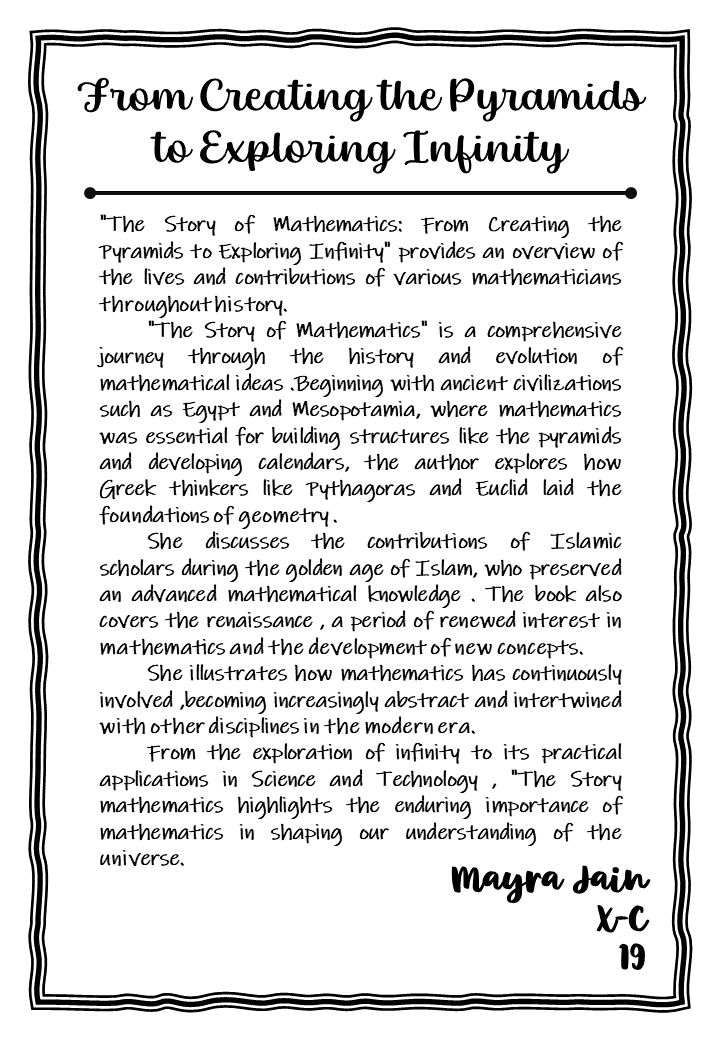 From Creating the Pyramids
to Exploring Infinity
"The Story of Mathematics: From Creating the
Pyramids to Exploring Infinity" provides an overview of
the lives and contributions of various mathematicians
throughout history.
"The Story of Mathematics" is a comprehensive
journey through the history and evolution of
mathematical ideas .Beginning with ancient civilizations
such as Egypt and Mesopotamia, where mathematics
was essential for building structures like the pyramids
and developing calendars, the author explores how
Greek thinkers like Pythagoras and Euclid laid the
foundations of geometry.
She discusses the contributions of Islamic
scholars during the golden age of Islam, who preserved
an advanced mathematical knowledge . The book also
covers the renaissance , a period of renewed interest in
mathematics and the development of new concepts.
She illustrates how mathematics has continuously
involved ,becoming increasingly abstract and intertwined
with other disciplines in the modern era.
From the exploration of infinity to its practical
applications in Science and Technology , "The Story
mathematics highlights the enduring importance of
mathematics in shaping our understanding of the
universe.
Mayra Jain
X-C
19